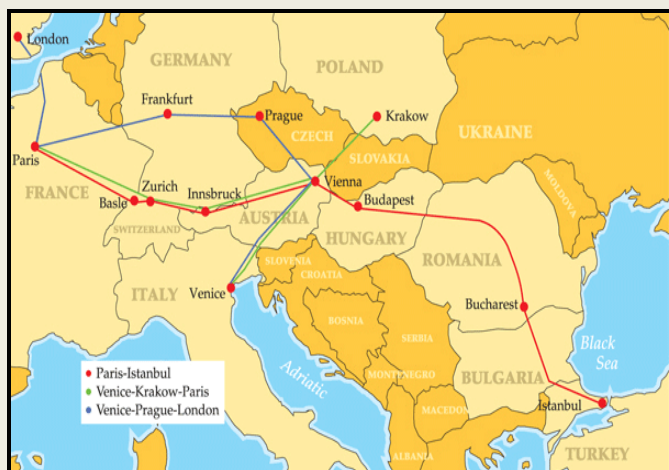 London
GERMANY
POLAND
Frankfurt
Prague
Krakow
UKRAINE
CZECH
Paris
SLOVAKIA
Vienna
FRANCE
Zurich
Innsbruck
Basle
Budapest
AUSTRIA
MOLDOVA
SWITZERLAND
HUNGARY
ROMANIA
SLOVENIA
CROATIA
ITALY
Venice
Bucharest
BOSNIA
SERBIA
Black
Sea
Adriatic
Paris-Istanbul
Venice-Krakow-Paris
Venice-Prague-London
MONTENEGRO
BULGARIA
MACEDON
Istanbul
ALBANIA
TURKEY